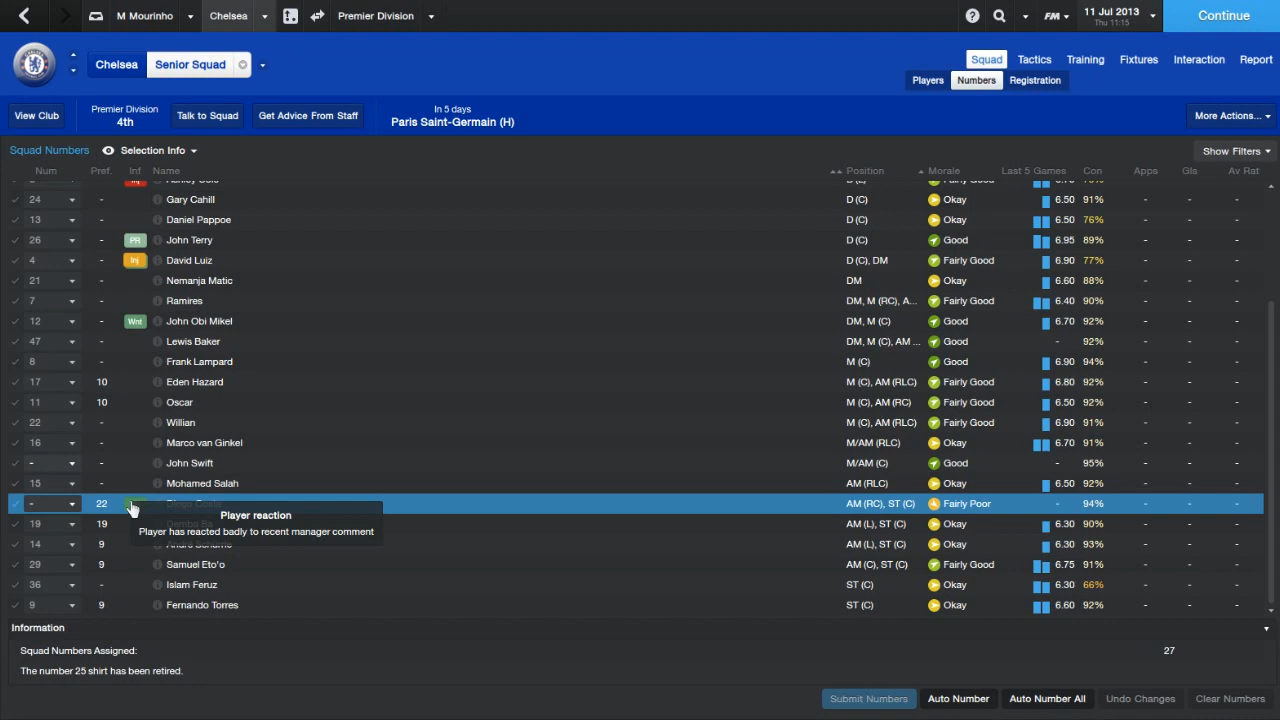 M Mourinho Chelsea Premier Division FM 11 Jul 2013 Continue
Thu 11:15
Chelsea Senior Squad
Squad Tactics Training Fixtures Interaction Report
Players Numbers Registration
View Club Premier Division Talk to Squad Get Advice From Staff In 5 days More Actions...
4th Paris Saint-Germain (H)
Squad Numbers Selection Info Show Filters
Num Pref. Inf Name Position Morale Last 5 Games Con Apps Gls Av Rat
24 - Gary Cahill D (C) Okay 6.50 91% - - -
13 - Daniel Pappoe D (C) Okay 6.50 76% - - -
26 - PR John Terry D (C) Good 6.95 89% - - -
4 - Inj David Luiz D (C), DM Fairly Good 6.90 77% - - -
21 - Nemanja Matic DM Okay 6.60 88% - - -
7 - Ramires DM, M (RC), A... Fairly Good 6.40 90% - - -
12 - Wnt John Obi Mikel DM, M (C) Good 6.70 92% - - -
47 - Lewis Baker DM, M (C), AM ... Good - 92% - - -
8 - Frank Lampard M (C) Good 6.90 94% - - -
17 10 Eden Hazard M (C), AM (RLC) Fairly Good 6.80 92% - - -
11 10 Oscar M (C), AM (RC) Fairly Good 6.50 92% - - -
22 - Willian M (C), AM (RLC) Fairly Good 6.90 91% - - -
16 - Marco van Ginkel M/AM (RLC) Okay 6.70 91% - - -
- - John Swift M/AM (C) Good - 95% - - -
15 - Mohamed Salah AM (RLC) Okay 6.50 92% - - -
- 22 AM (RC), ST (C) Fairly Poor - 94% - - -
Player reaction
Player has reacted badly to recent manager comment
19 19 AM (L), ST (C) Okay 6.30 90% - - -
14 9 AM (L), ST (C) Okay 6.30 93% - - -
29 9 Samuel Eto'o AM (C), ST (C) Fairly Good 6.75 91% - - -
36 - Islam Feruz ST (C) Okay 6.30 66% - - -
9 9 Fernando Torres ST (C) Okay 6.60 92% - - -
Information
Squad Numbers Assigned: 27
The number 25 shirt has been retired.
Submit Numbers Auto Number Auto Number All Undo Changes Clear Numbers